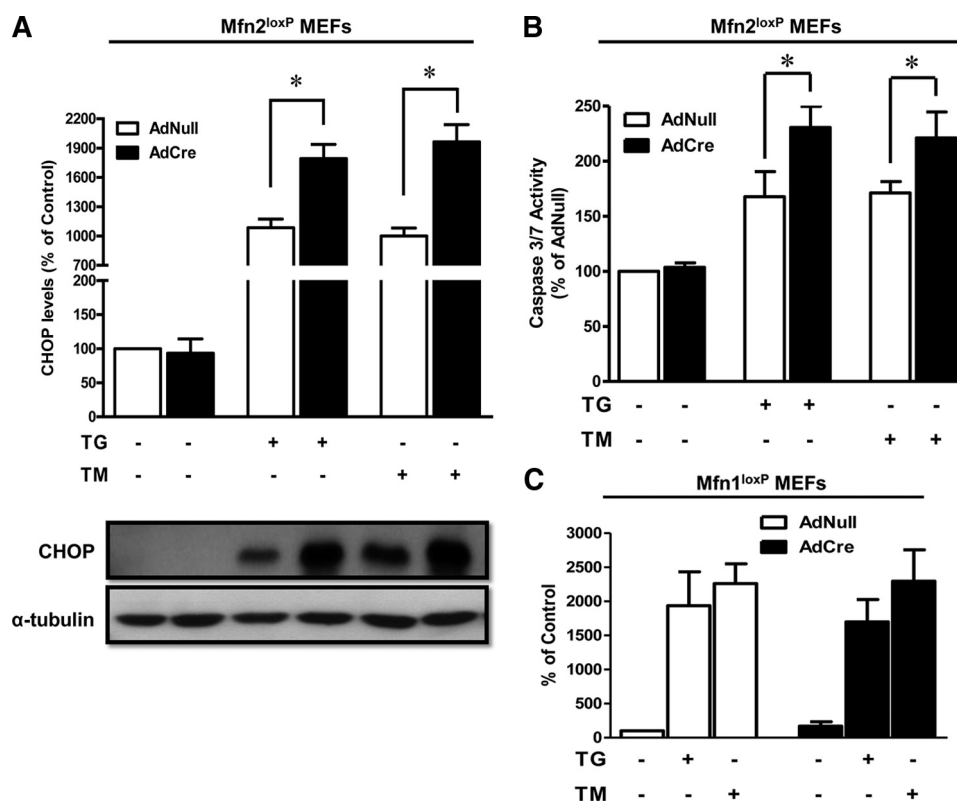 A
Mfn2loxP MEFs
* *
AdNull
AdCre
CHOP levels (% of Control)
2200
1900
1600
1300
1000
700
200
150
100
50
0
TG - - + + - -
TM - - - - + +
CHOP
α-tubulin
B
Mfn2loxP MEFs
* *
AdNull
AdCre
Caspase 3/7 Activity
(% of AdNull)
250
200
150
100
50
0
TG - - + + - -
TM - - - - + +
C
Mfn1loxP MEFs
AdNull
AdCre
% of Control
3000
2500
2000
1500
1000
500
0
TG - + - - + -
TM - - + - - +